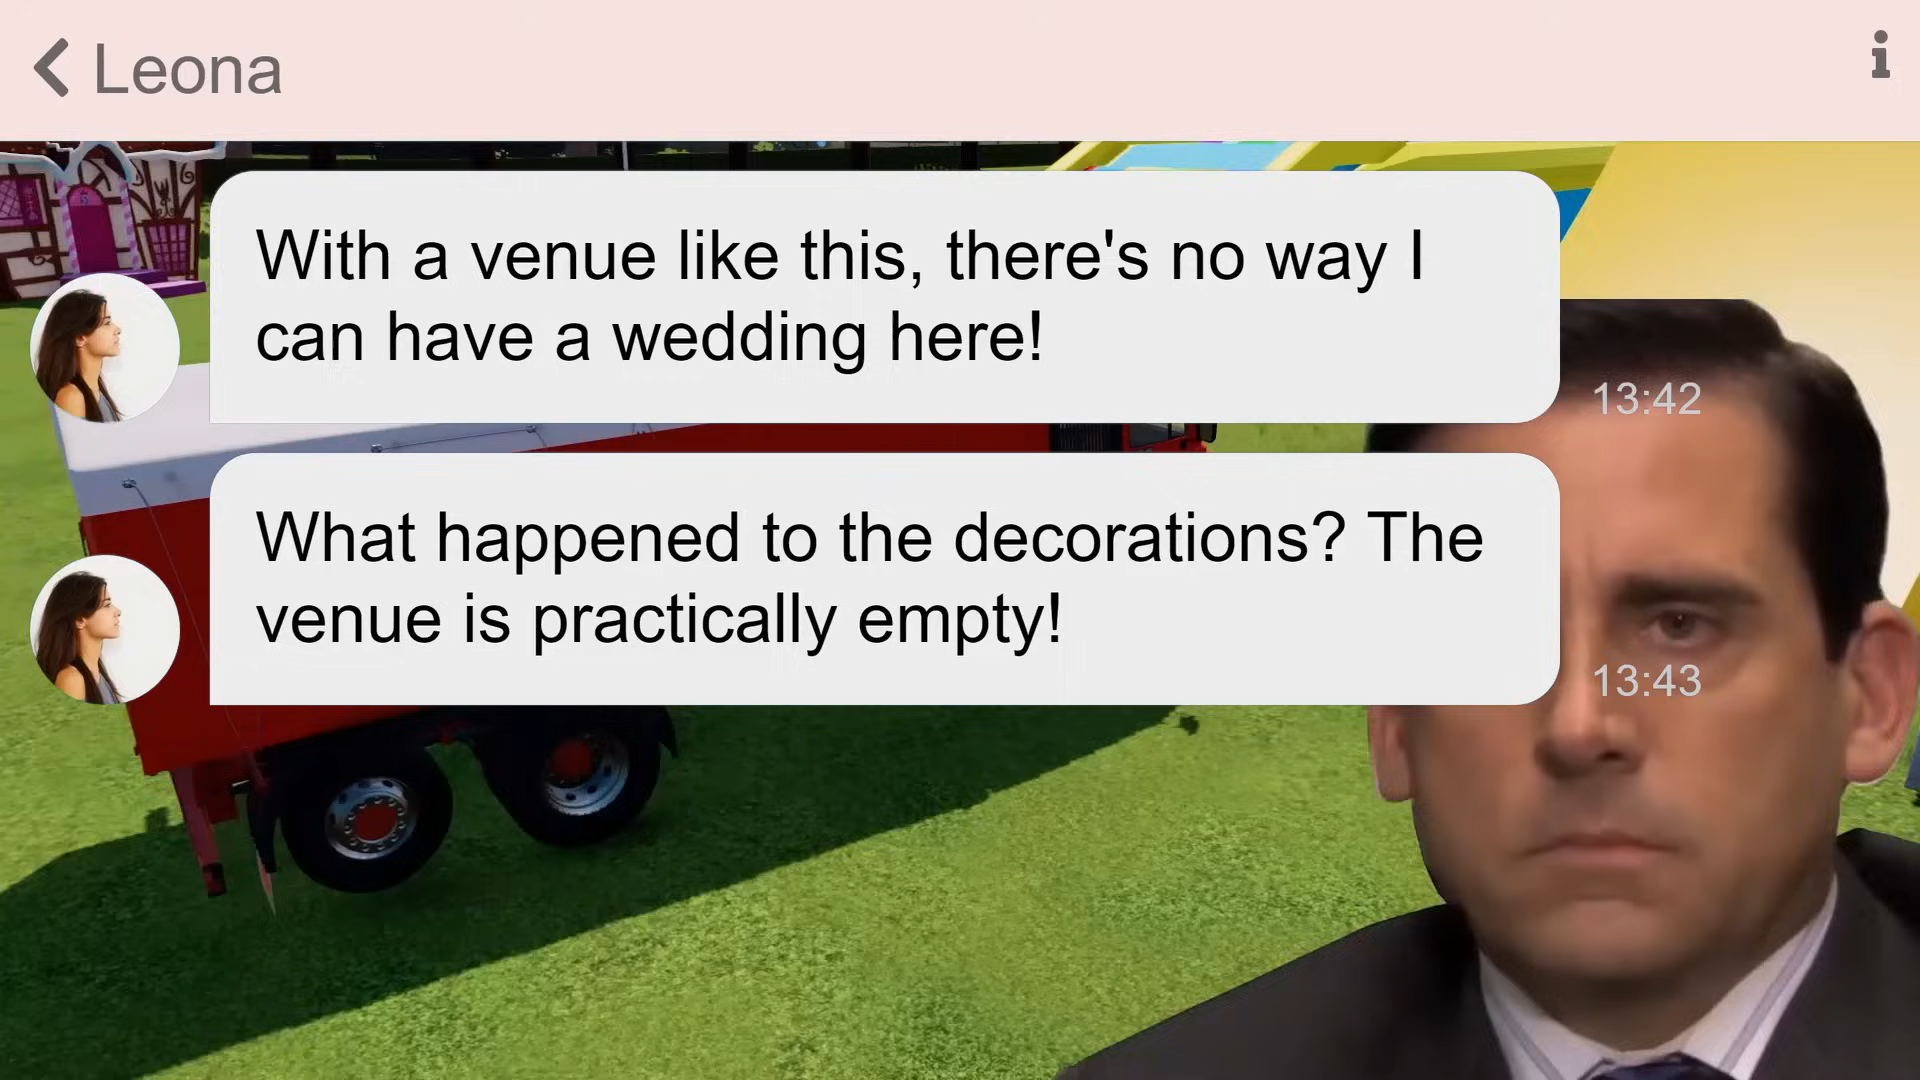 Leona
With a venue like this, there's no way I
can have a wedding here!
13:42
What happened to the decorations? The
venue is practically empty!
13:43